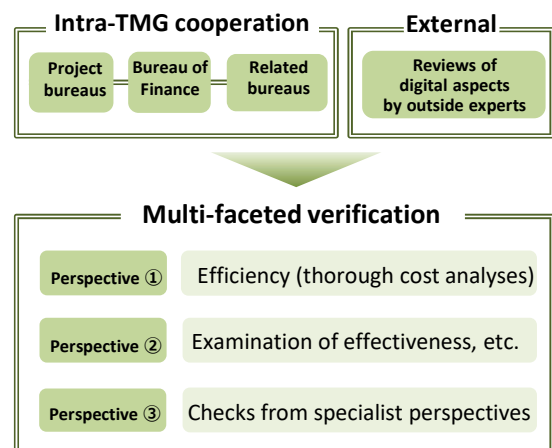 Intra-TMG cooperation
Project
bureaus
Bureau of
Finance
Related
bureaus
External
Reviews of
digital aspects
by outside experts
Multi-faceted verification
Perspective ①
Efficiency (thorough cost analyses)
Perspective ②
Examination of effectiveness, etc.
Perspective ③
Checks from specialist perspectives